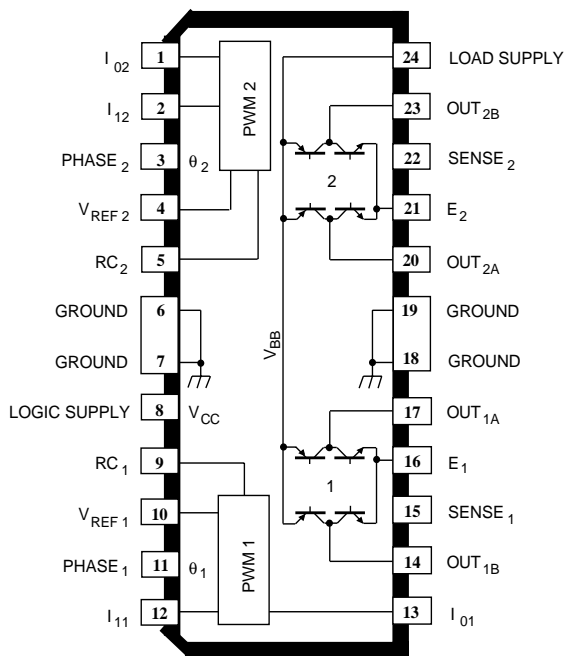 I02 1 24 LOAD SUPPLY
I12 2 PWM 2 23 OUT2B
PHASE2 3 θ2 22 SENSE2
2
VREF2 4 21 E2
RC2 5 20 OUT2A
GROUND 6 19 GROUND
VBB
GROUND 7 18 GROUND
LOGIC SUPPLY 8 VCC 17 OUT1A
RC1 9 16 E1
1
VREF1 10 15 SENSE1
PHASE1 11 θ1 PWM 1 14 OUT1B
I11 12 13 I01